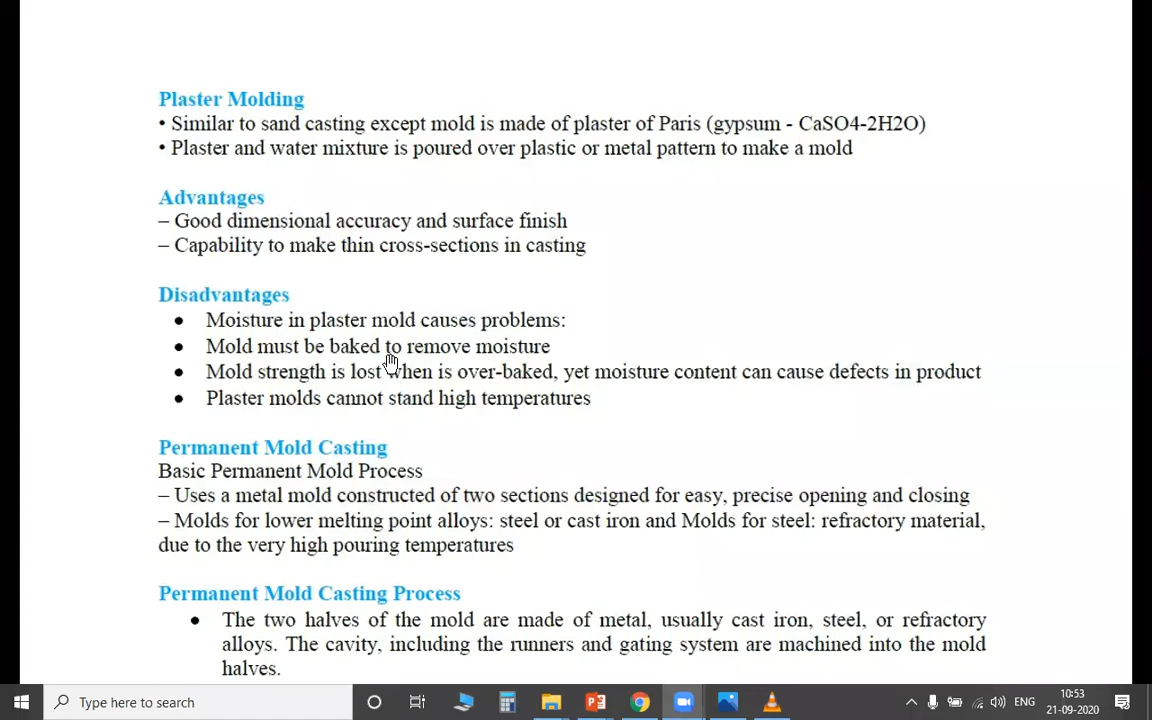 Plaster Molding
• Similar to sand casting except mold is made of plaster of Paris (gypsum - CaSO4-2H2O)
• Plaster and water mixture is poured over plastic or metal pattern to make a mold
Advantages
– Good dimensional accuracy and surface finish
– Capability to make thin cross-sections in casting
Disadvantages
• Moisture in plaster mold causes problems:
• Mold must be baked to remove moisture
• Mold strength is lost when is over-baked, yet moisture content can cause defects in product
• Plaster molds cannot stand high temperatures
Permanent Mold Casting
Basic Permanent Mold Process
– Uses a metal mold constructed of two sections designed for easy, precise opening and closing
– Molds for lower melting point alloys: steel or cast iron and Molds for steel: refractory material,
due to the very high pouring temperatures
Permanent Mold Casting Process
• The two halves of the mold are made of metal, usually cast iron, steel, or refractory
alloys. The cavity, including the runners and gating system are machined into the mold
halves.
Type here to search
ENG
10:53
21-09-2020